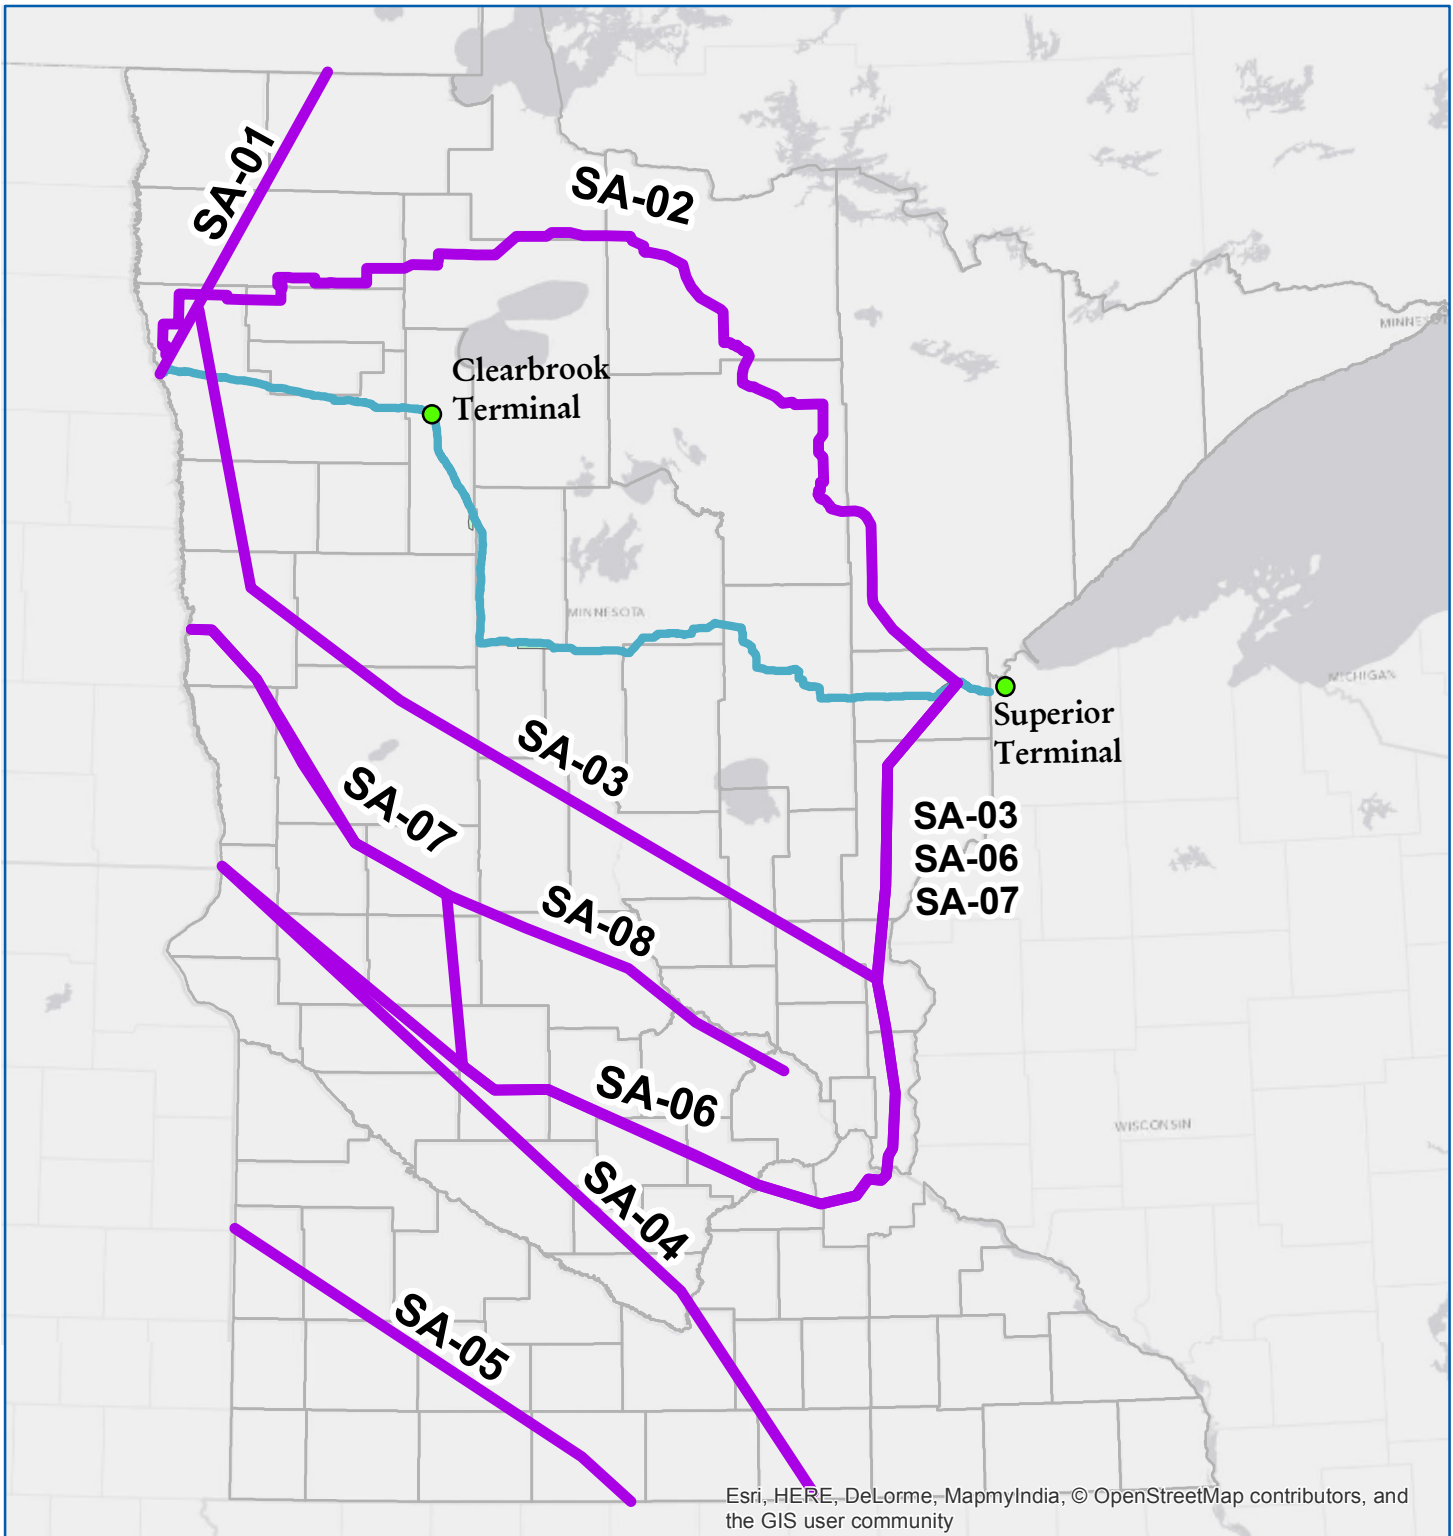 SA-01
SA-02
MINNESOT
Clearbrook
Terminal
MINNESOTA
MICHIGAN
Superior
Terminal
SA-03
SA-07
SA-03
SA-06
SA-07
SA-08
SA-06
WISCONSIN
SA-04
SA-05
Esri, HERE, DeLorme, MapmyIndia, © OpenStreetMap contributors, and
the GIS user community